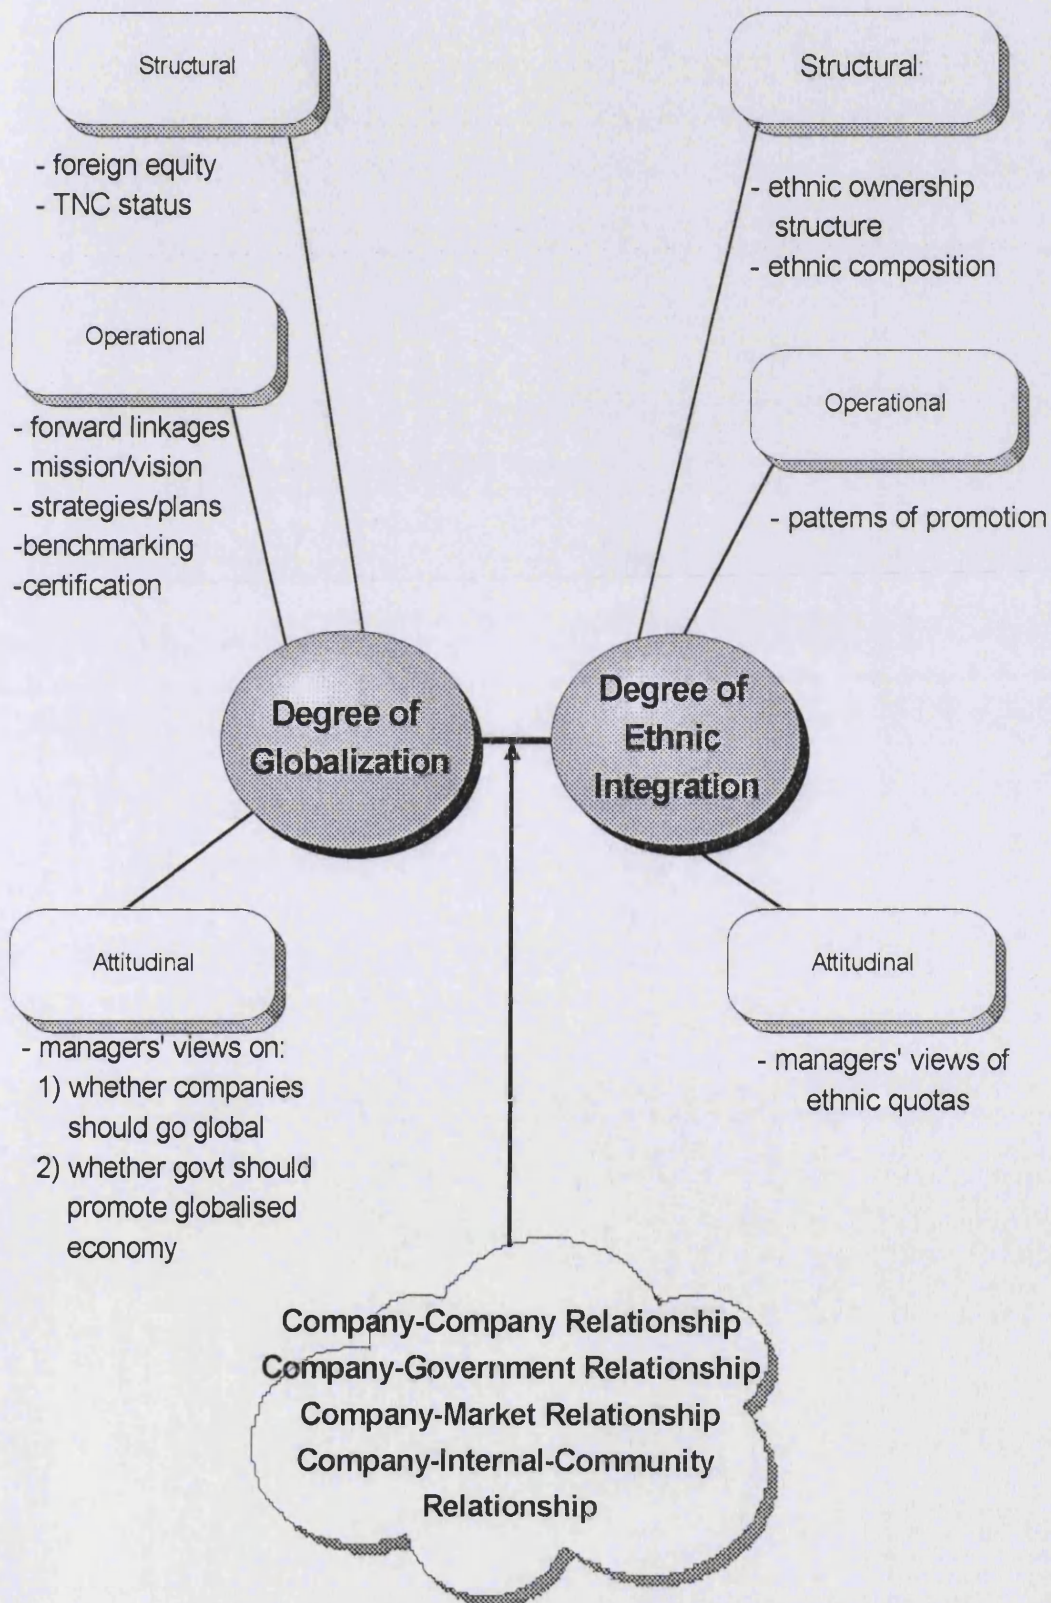 Structural
- foreign equity
- TNC status
Operational
- forward linkages
- mission/vision
- strategies/plans
-benchmarking
-certification
Structural:
- ethnic ownership
structure
- ethnic composition
Operational
- patterns of promotion
Degree of
Globalization
Degree of
Ethnic
Integration
Attitudinal
- managers' views on:
1) whether companies
should go global
2) whether govt should
promote globalised
economy
Attitudinal
- managers' views of
ethnic quotas
Company-Company Relationship
Company-Government Relationship
Company-Market Relationship
Company-Internal-Community
Relationship